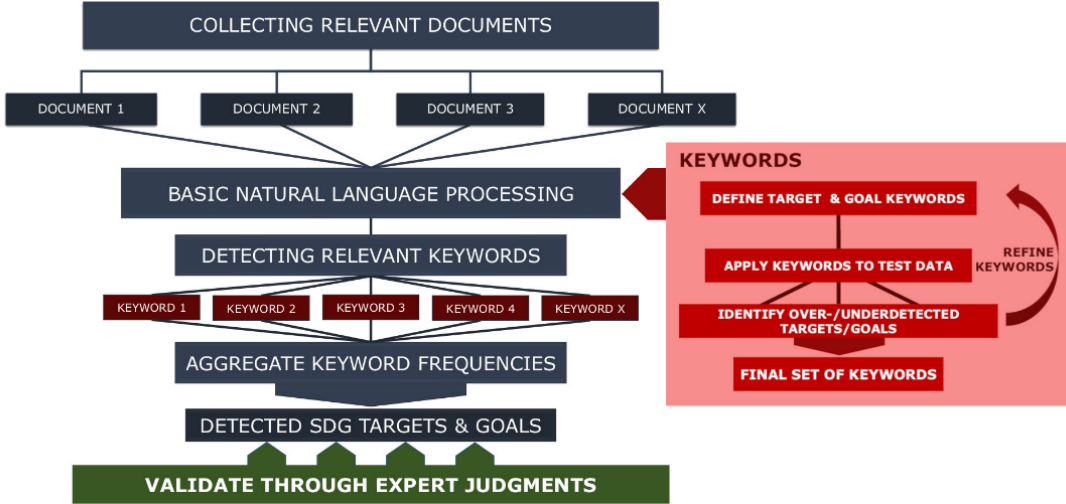 COLLECTING RELEVANT DOCUMENTS
DOCUMENT 1
DOCUMENT 2
DOCUMENT 3
DOCUMENT X
BASIC NATURAL LANGUAGE PROCESSING
DETECTING RELEVANT KEYWORDS
KEYWORD 1
KEYWORD 2
KEYWORD 3
KEYWORD 4
KEYWORD X
AGGREGATE KEYWORD FREQUENCIES
DETECTED SDG TARGETS & GOALS
VALIDATE THROUGH EXPERT JUDGMENTS
KEYWORDS
DEFINE TARGET & GOAL KEYWORDS
APPLY KEYWORDS TO TEST DATA
IDENTIFY OVER-/UNDERDETECTED
TARGETS/GOALS
FINAL SET OF KEYWORDS
REFINE
KEYWORDS